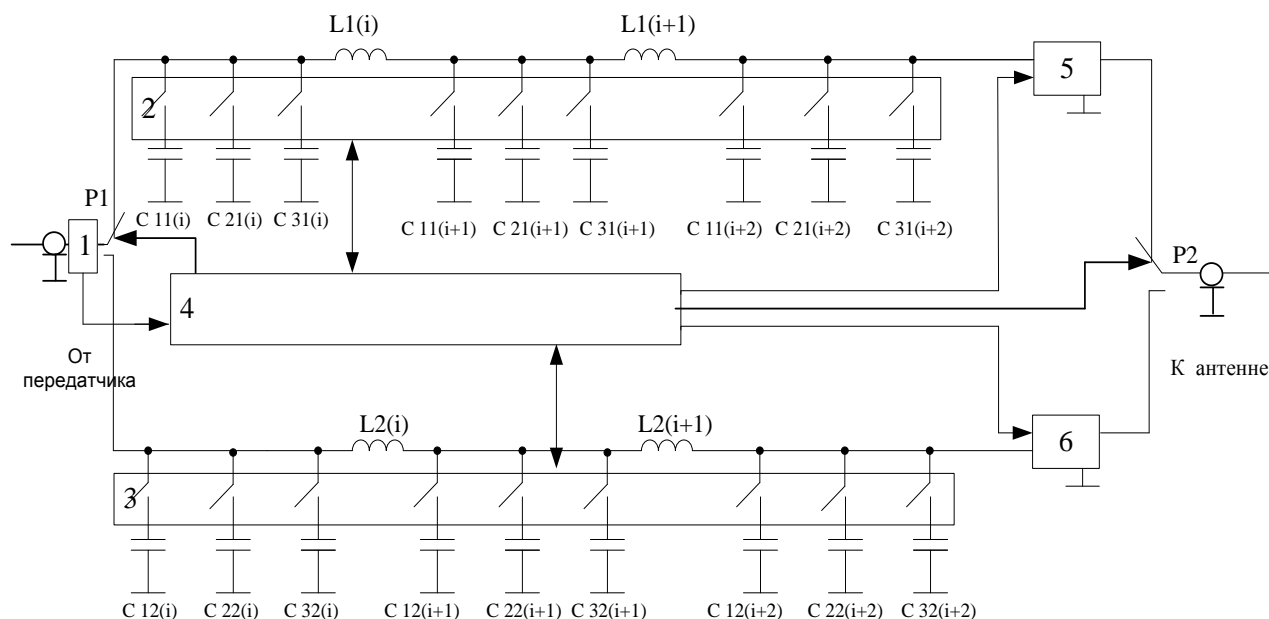 L1(i)
L1(i+1)
5
2
P1
C 11(i)
C 21(i)
C 31(i)
C 11(i+1)
C 21(i+1)
C 31(i+1)
C 11(i+2)
C 21(i+2)
C 31(i+2)
1
P2
4
От
передатчика
К антенне
L2(i)
L2(i+1)
6
3
C 12(i)
C 22(i)
C 32(i)
C 12(i+1)
C 22(i+1)
C 32(i+1)
C 12(i+2)
C 22(i+2)
C 32(i+2)